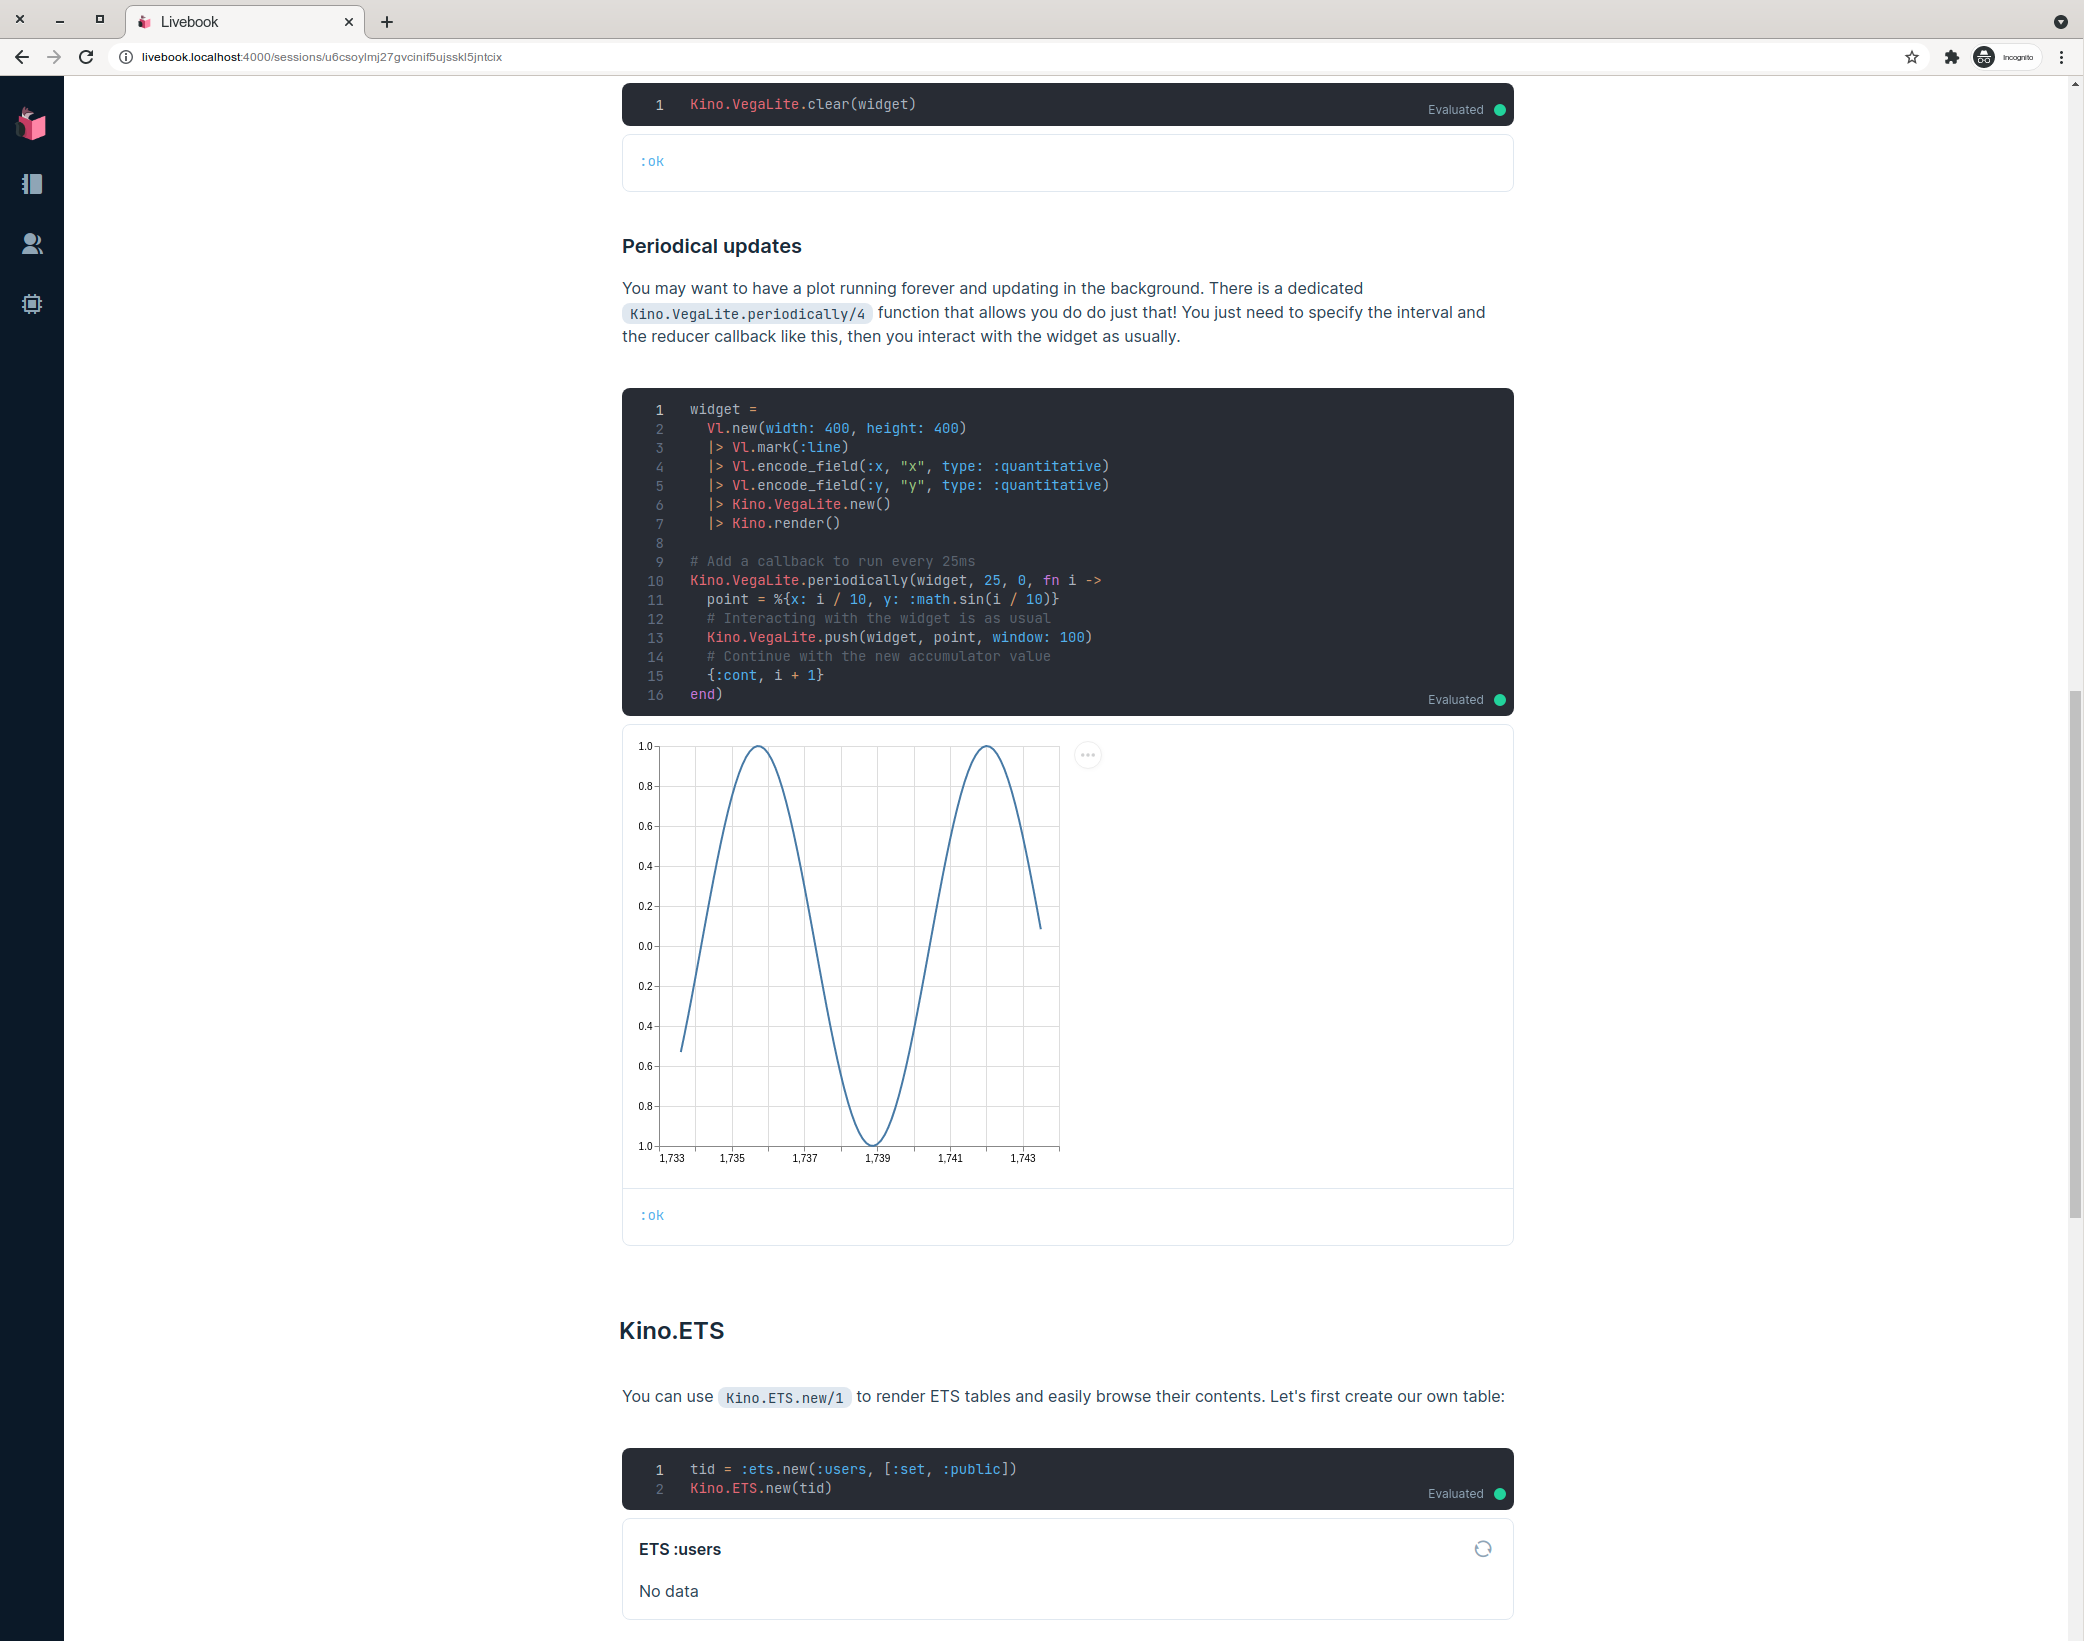 Livebook
livebook.localhost:4000/sessions/u6csoylmj27gvcinif5ujsskl5jntcix
Incognito
1 Kino.VegaLite.clear(widget)
Evaluated
:ok
Periodical updates
You may want to have a plot running forever and updating in the background. There is a dedicated
Kino.VegaLite.periodically/4 function that allows you do do just that! You just need to specify the interval and
the reducer callback like this, then you interact with the widget as usually.
1 widget =
2 Vl.new(width: 400, height: 400)
3 |> Vl.mark(:line)
4 |> Vl.encode_field(:x, "x", type: :quantitative)
5 |> Vl.encode_field(:y, "y", type: :quantitative)
6 |> Kino.VegaLite.new()
7 |> Kino.render()
8
9 # Add a callback to run every 25ms
10 Kino.VegaLite.periodically(widget, 25, 0, fn i ->
11 point = %{x: i / 10, y: :math.sin(i / 10)}
12 # Interacting with the widget is as usual
13 Kino.VegaLite.push(widget, point, window: 100)
14 # Continue with the new accumulator value
15 {:cont, i + 1}
16 end)
Evaluated
1.0
0.8
0.6
0.4
0.2
0.0
0.2
0.4
0.6
0.8
1.0
1,733 1,735 1,737 1,739 1,741 1,743
:ok
Kino.ETS
You can use Kino.ETS.new/1 to render ETS tables and easily browse their contents. Let's first create our own table:
1 tid = :ets.new(:users, [:set, :public])
2 Kino.ETS.new(tid)
Evaluated
ETS :users
No data